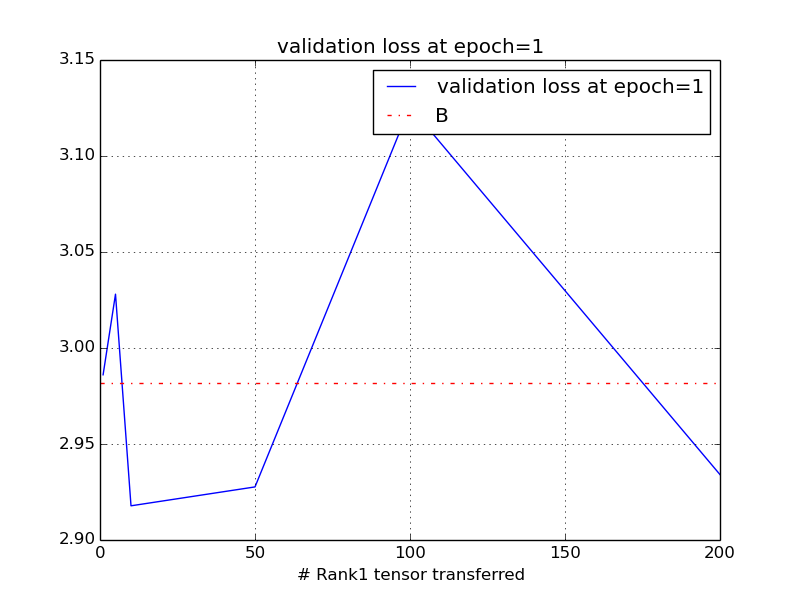 validation loss at epoch=1
3.15
3.10
3.05
3.00
2.95
2.90
validation loss at epoch=1
B
0 50 100 150 200
# Rank1 tensor transferred